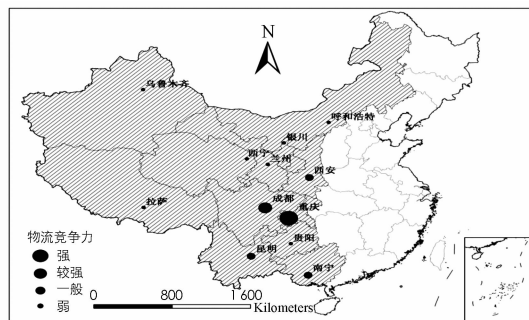 N
乌鲁木齐
呼和浩特
银川
西宁
兰州
西安
拉萨
成都
重庆
贵阳
昆明
南宁
物流竞争力
强
较强
一般
弱
0 800 1 600
Kilometers